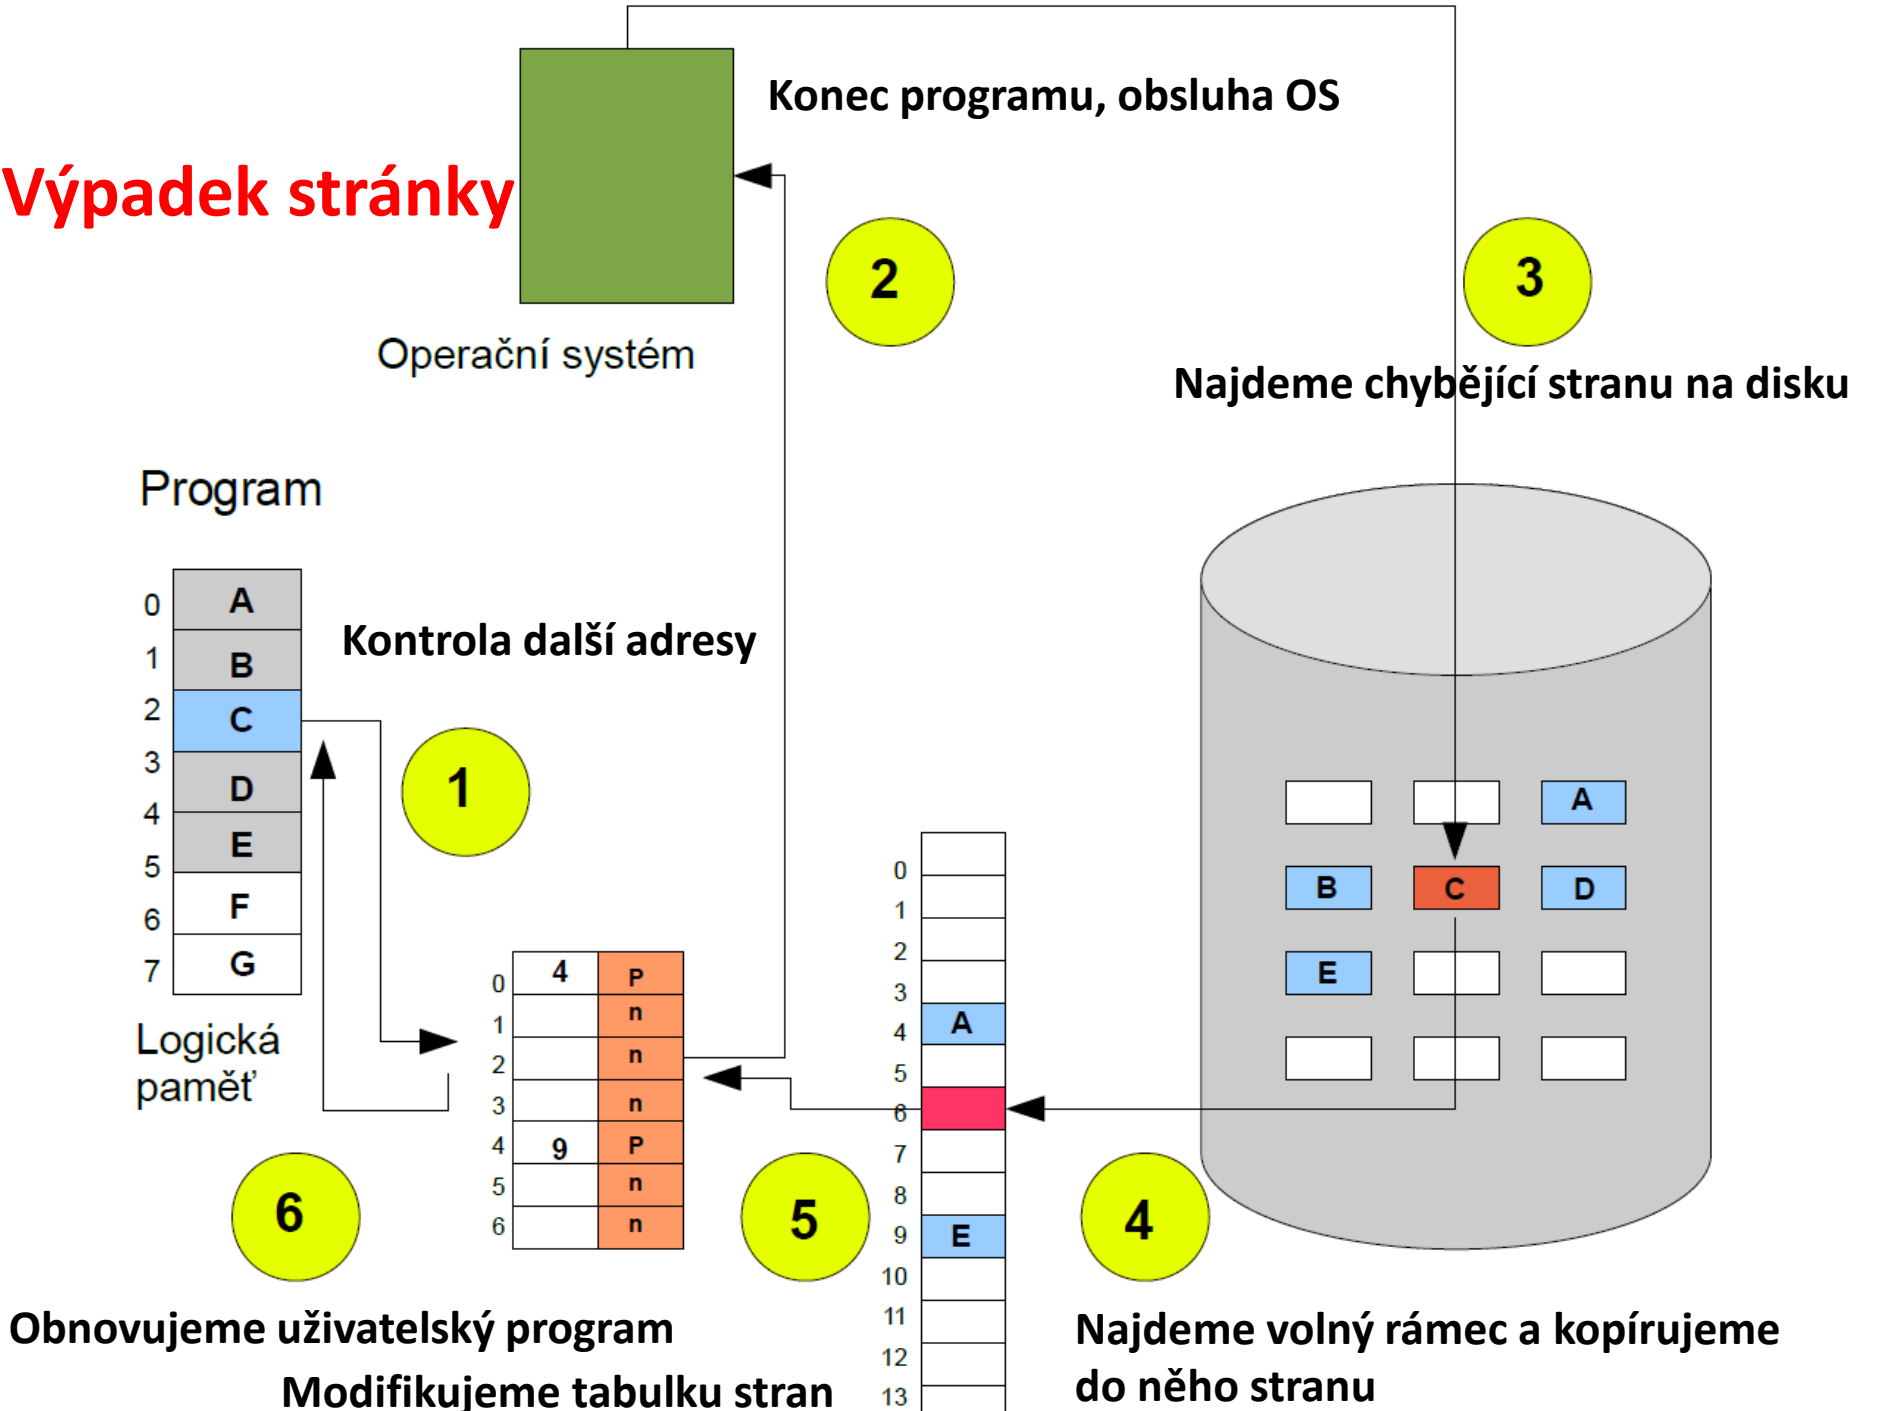 Konec programu, obsluha OS
Výpadek stránky
2
3
Operační systém
Najdeme chybějící stranu na disku
Program
0 A
1 B
2 C
3 D
4 E
5 F
6 G
7
Kontrola další adresy
1
Logická
paměť
0 4 P
1 n
2 n
3 n
4 9 P
5 n
6 n
0
1
2
3
4 A
5
6
7
8
9 E
10
11
12
13
A
B C D
E
6
5
4
Obnovujeme uživatelský program
Modifikujeme tabulku stran
Najdeme volný rámec a kopírujeme
do něho stranu